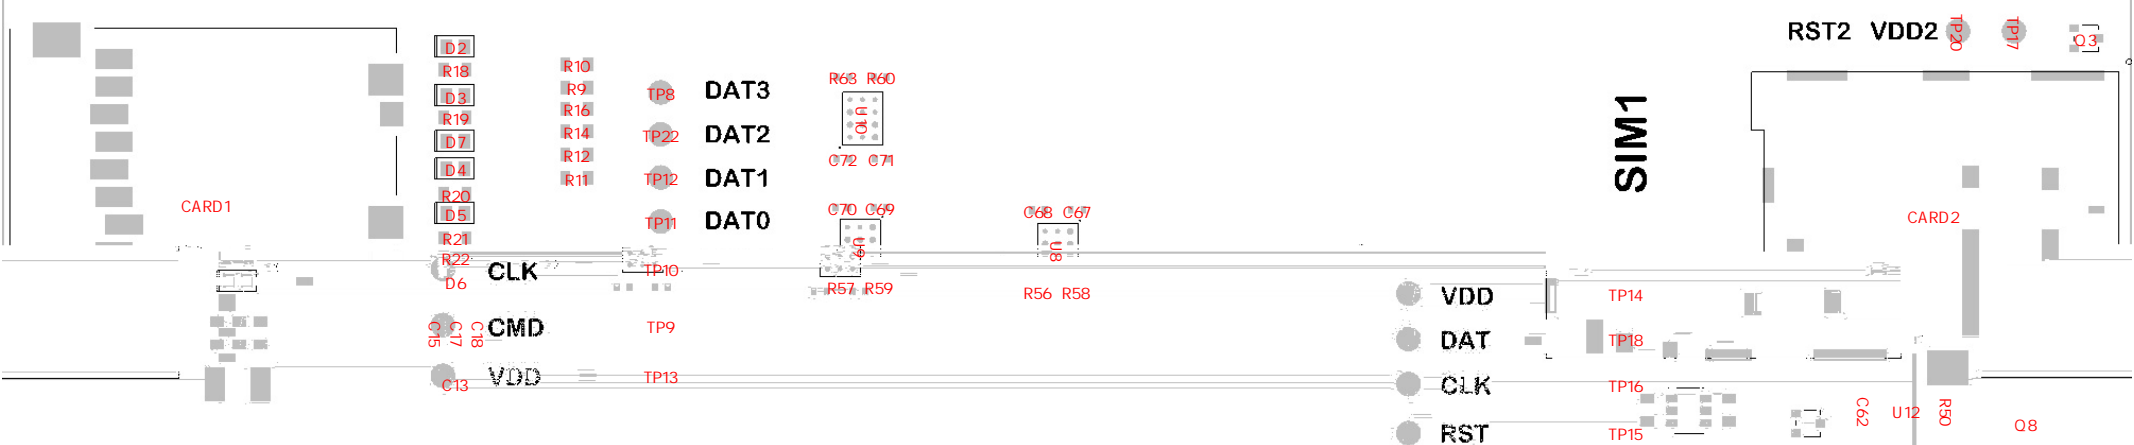 RST2 VDD2 TP20 TP17 Q3
D2
R18
D3
R19
D7
D4
R20
D5
R21
R22
D6
R10
R9
R16
R14
R12
R11
TP8 DAT3
TP22 DAT2
TP12 DAT1
TP11 DAT0
R63 R60
U10
C72 C71
C70 C69
U9
C68 C67
U8
SIM1
CARD1
CARD2
CLK TP10
R57 R59
R56 R58
VDD TP14
C15 C17 C18 CMD TP9
DAT TP18
C13 VDD TP13
CLK TP16
C62 U12 R50 Q8
RST TP15